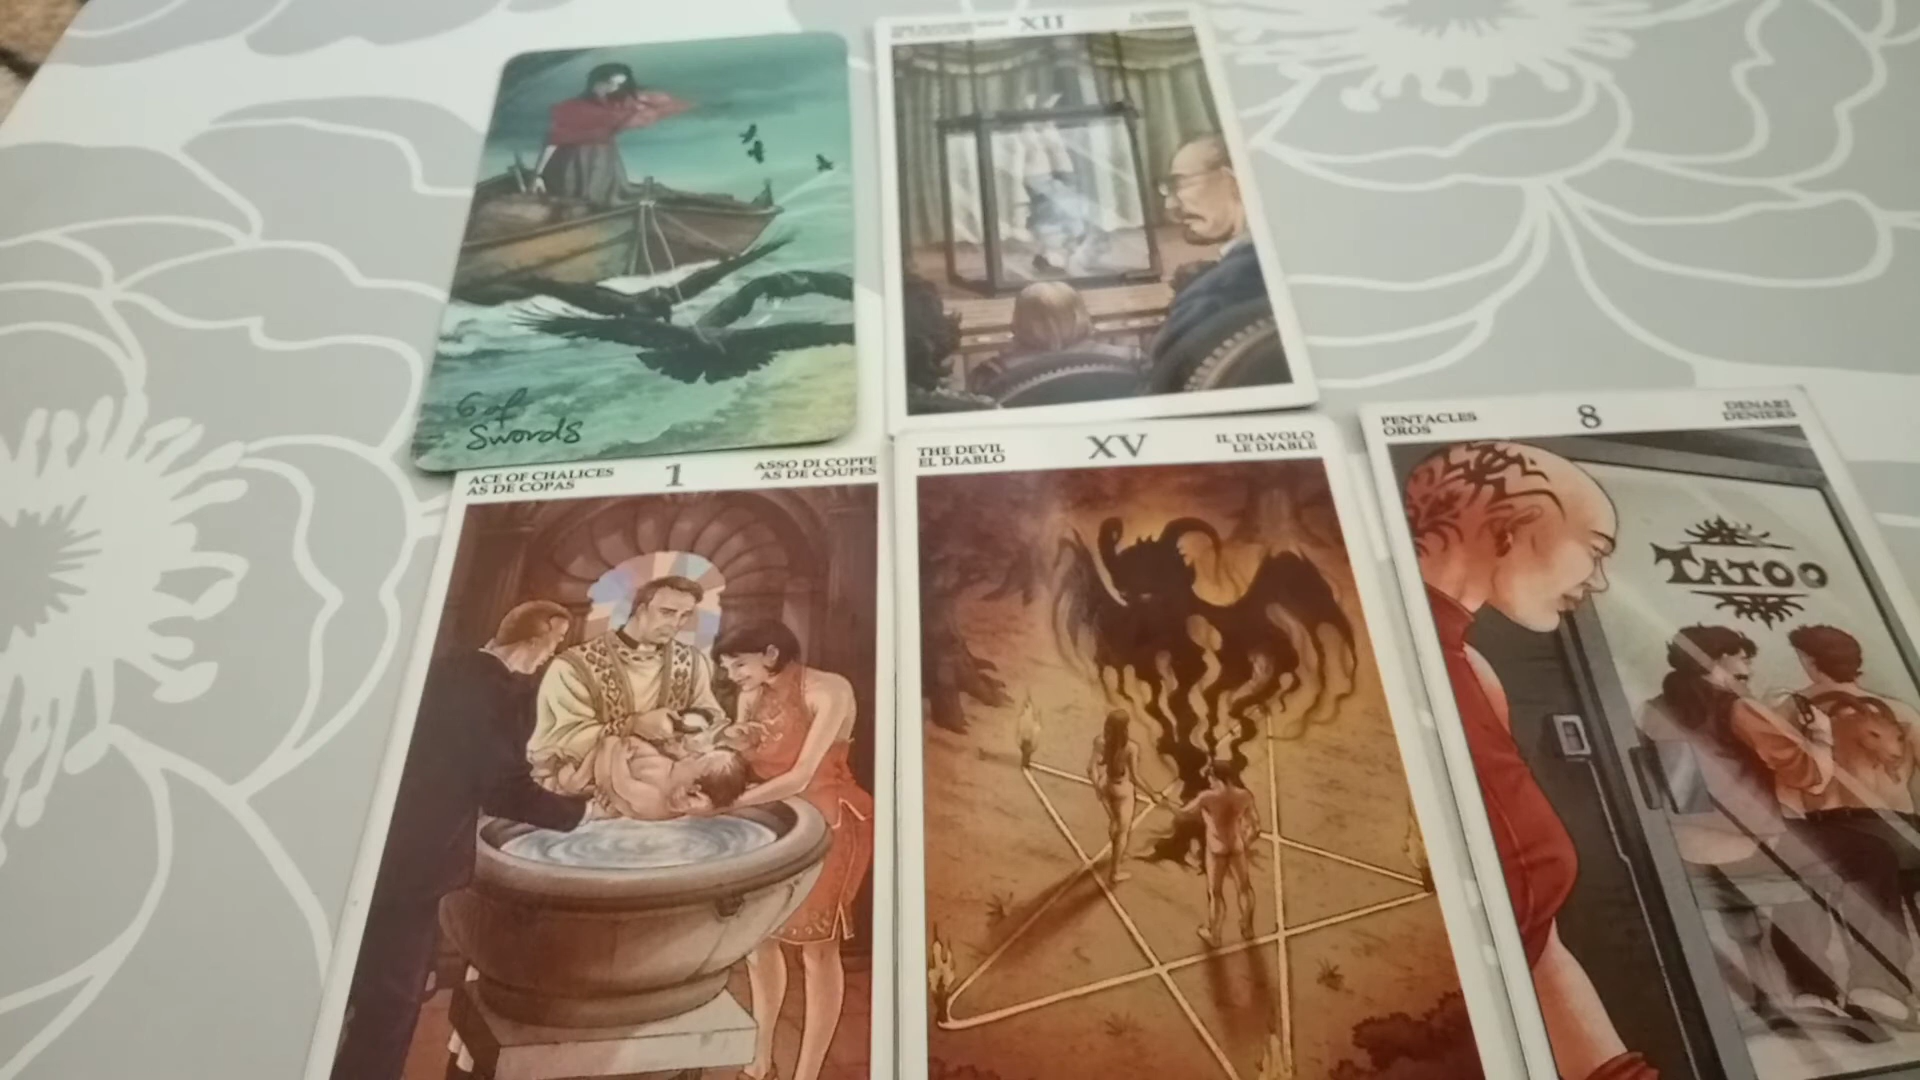 XII
6 of
Swords
ACE OF CHALICES
AS DE COPAS
1
ASSO DI COPPE
AS DE COUPES
THE DEVIL
EL DIABLO
XV
IL DIAVOLO
LE DIABLE
PENTACLES
OROS
8
DENARI
DENIERS
TATOO